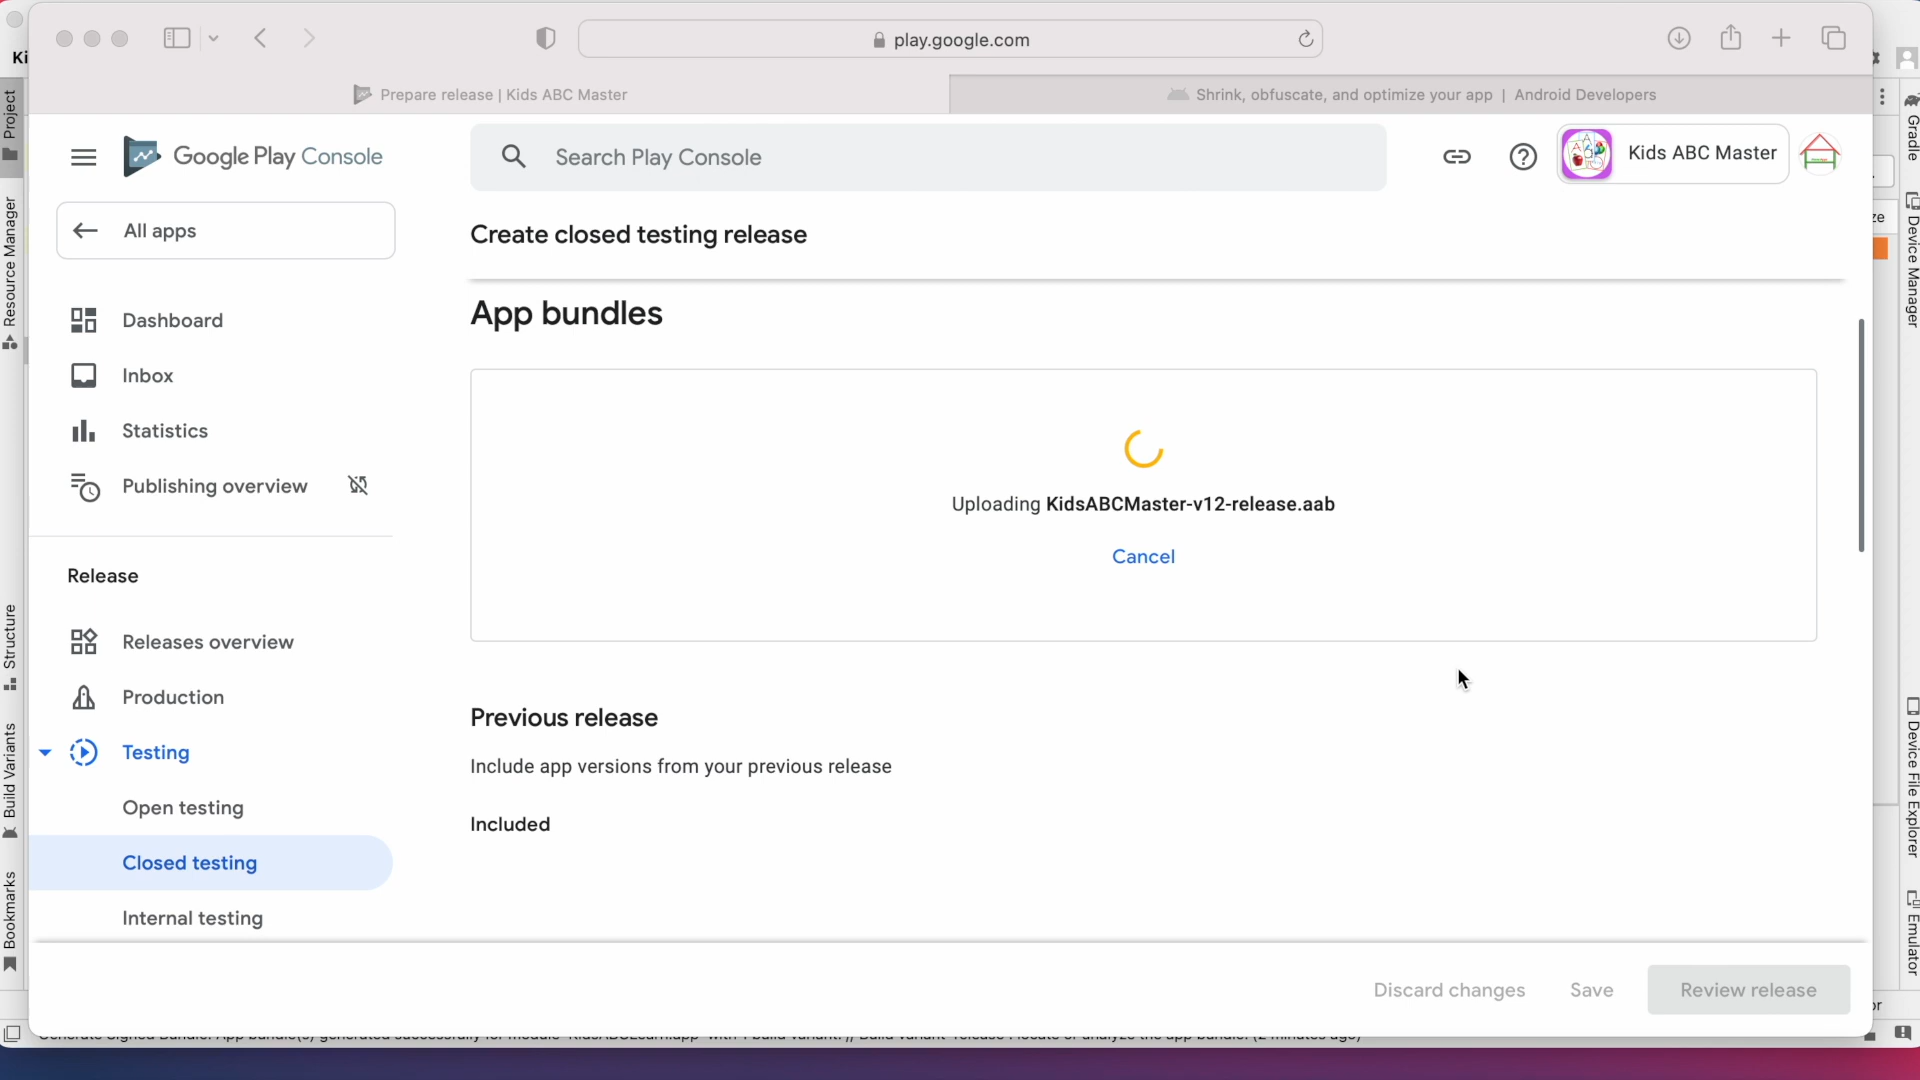 play.google.com
Ki
Prepare release | Kids ABC Master
Shrink, obfuscate, and optimize your app | Android Developers
Google Play Console
Search Play Console
Kids ABC Master
All apps
Create closed testing release
App bundles
Dashboard
Inbox
Statistics
Publishing overview
Uploading KidsABCMaster-v12-release.aab
Cancel
Release
Releases overview
Production
Testing
Open testing
Closed testing
Internal testing
Previous release
Include app versions from your previous release
Included
Discard changes
Save
Review release
Project
Resource Manager
Structure
Build Variants
Bookmarks
Gradle
Device Manager
Device File Explorer
Emulator
ze
or